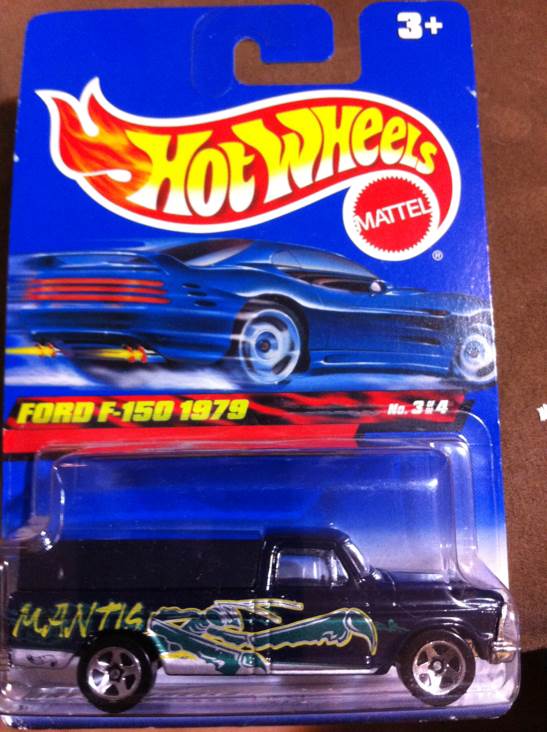 3+
HOT WHEELS
MATTEL
®
FORD F-150 1979
No. 3 of 4
MANTIS